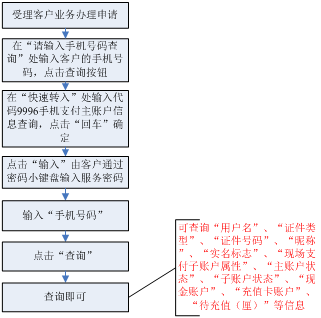 受理客户业务办理申请
在“请输入手机号码查
询”处输入客户的手机号
码，点击查询按钮
在“快速转入”处输入代
码9996手机支付主账户信
息查询，点击“回车”确
定
点击“输入”由客户通过
密码小键盘输入服务密码
输入“手机号码”
点击“查询”
查询即可
可查询“用户名”、“证件类
型”、“证件号码”、“昵称
”、“实名标志”、“现场支
付子账户属性”、“主账户状
态”、“子账户状态”、“现
金账户”、“充值卡账户”、
“待充值（厘）”等信息